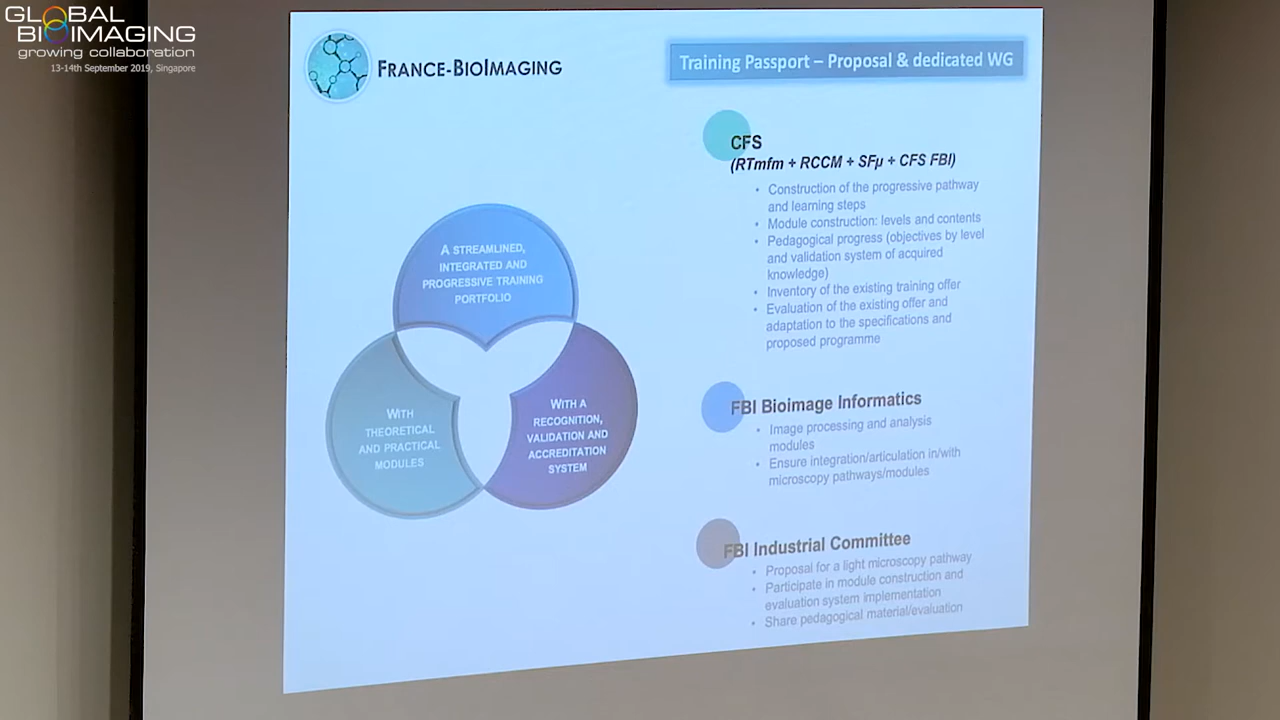 GLOBAL
BIOIMAGING
growing collaboration
13-14th September 2019, Singapore
FRANCE-BIOIMAGING
Training Passport – Proposal & dedicated WG
A STREAMLINED,
INTEGRATED AND
PROGRESSIVE TRAINING
PORTFOLIO
WITH
THEORETICAL
AND PRACTICAL
MODULES
WITH A
RECOGNITION,
VALIDATION AND
ACCREDITATION
SYSTEM
CFS
(RTmfm + RCCM + SFµ + CFS FBI)
• Construction of the progressive pathway
and learning steps
• Module construction: levels and contents
• Pedagogical progress (objectives by level
and validation system of acquired
knowledge)
• Inventory of the existing training offer
• Evaluation of the existing offer and
adaptation to the specifications and
proposed programme
FBI Bioimage Informatics
• Image processing and analysis
modules
• Ensure integration/articulation in/with
microscopy pathways/modules
FBI Industrial Committee
• Proposal for a light microscopy pathway
• Participate in module construction and
evaluation system implementation
• Share pedagogical material/evaluation